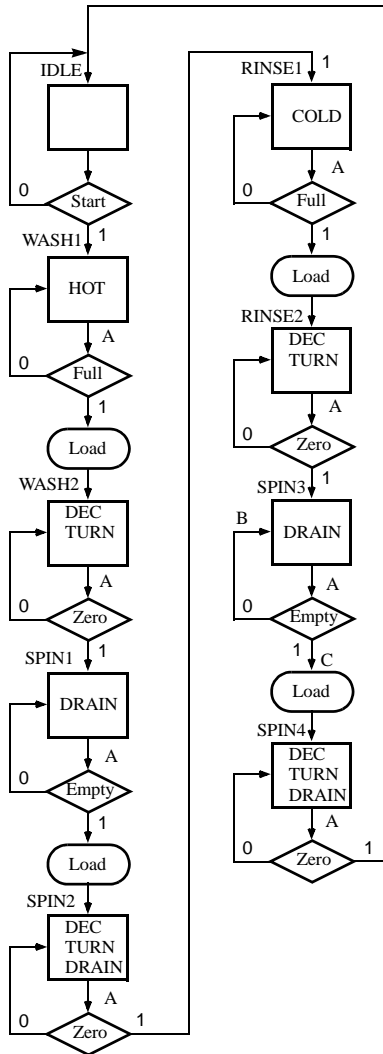 IDLE
0
Start
1
WASH1
HOT
A
0
Full
1
Load
WASH2
DEC
TURN
A
0
Zero
1
SPIN1
DRAIN
A
0
Empty
1
Load
SPIN2
DEC
TURN
DRAIN
A
0
Zero
1
RINSE1
1
COLD
A
0
Full
1
Load
RINSE2
DEC
TURN
A
0
Zero
1
SPIN3
B
DRAIN
A
0
Empty
1
C
Load
SPIN4
DEC
TURN
DRAIN
A
0
Zero
1